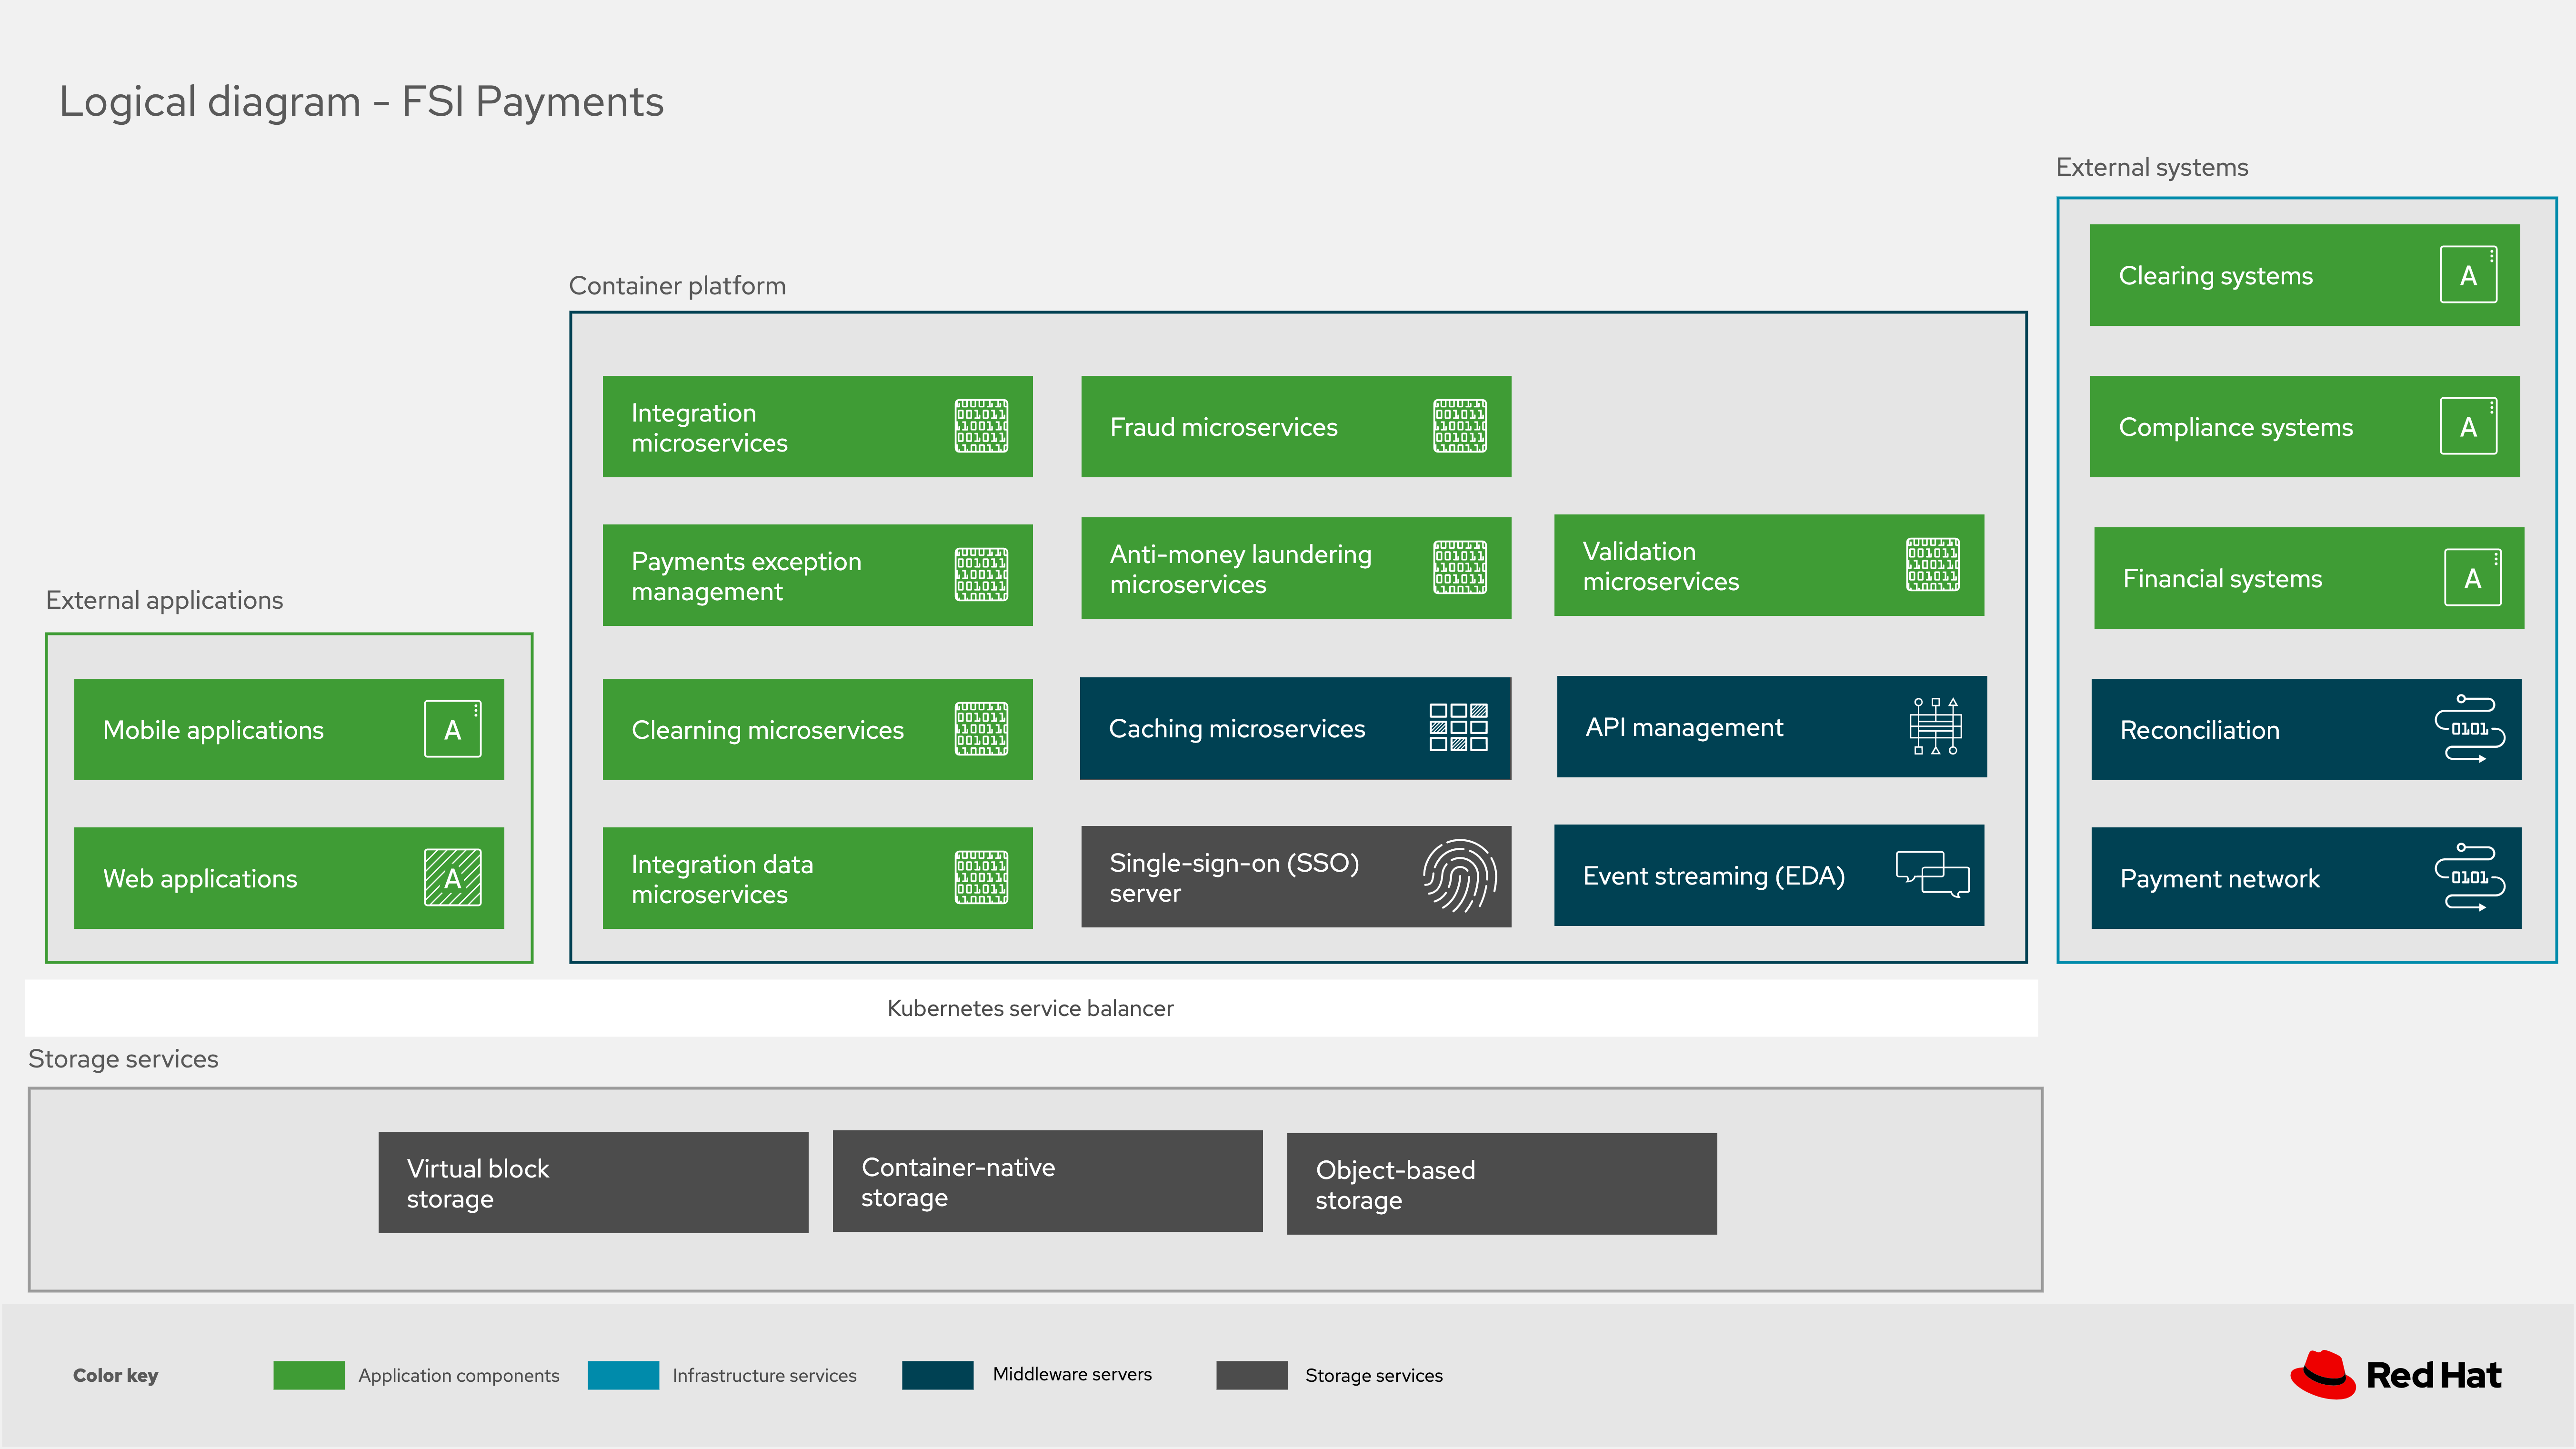 Logical diagram - FSI Payments
External systems
Clearing systems
A
Compliance systems
A
Financial systems
A
Reconciliation
0101
Payment network
0101
Container platform
Integration
microservices
Fraud microservices
Payments exception
management
Anti-money laundering
microservices
Validation
microservices
Clearning microservices
Caching microservices
API management
Integration data
microservices
Single-sign-on (SSO)
server
Event streaming (EDA)
External applications
Mobile applications
A
Web applications
A
Kubernetes service balancer
Storage services
Virtual block
storage
Container-native
storage
Object-based
storage
Color key
Application components
Infrastructure services
Middleware servers
Storage services
Red Hat